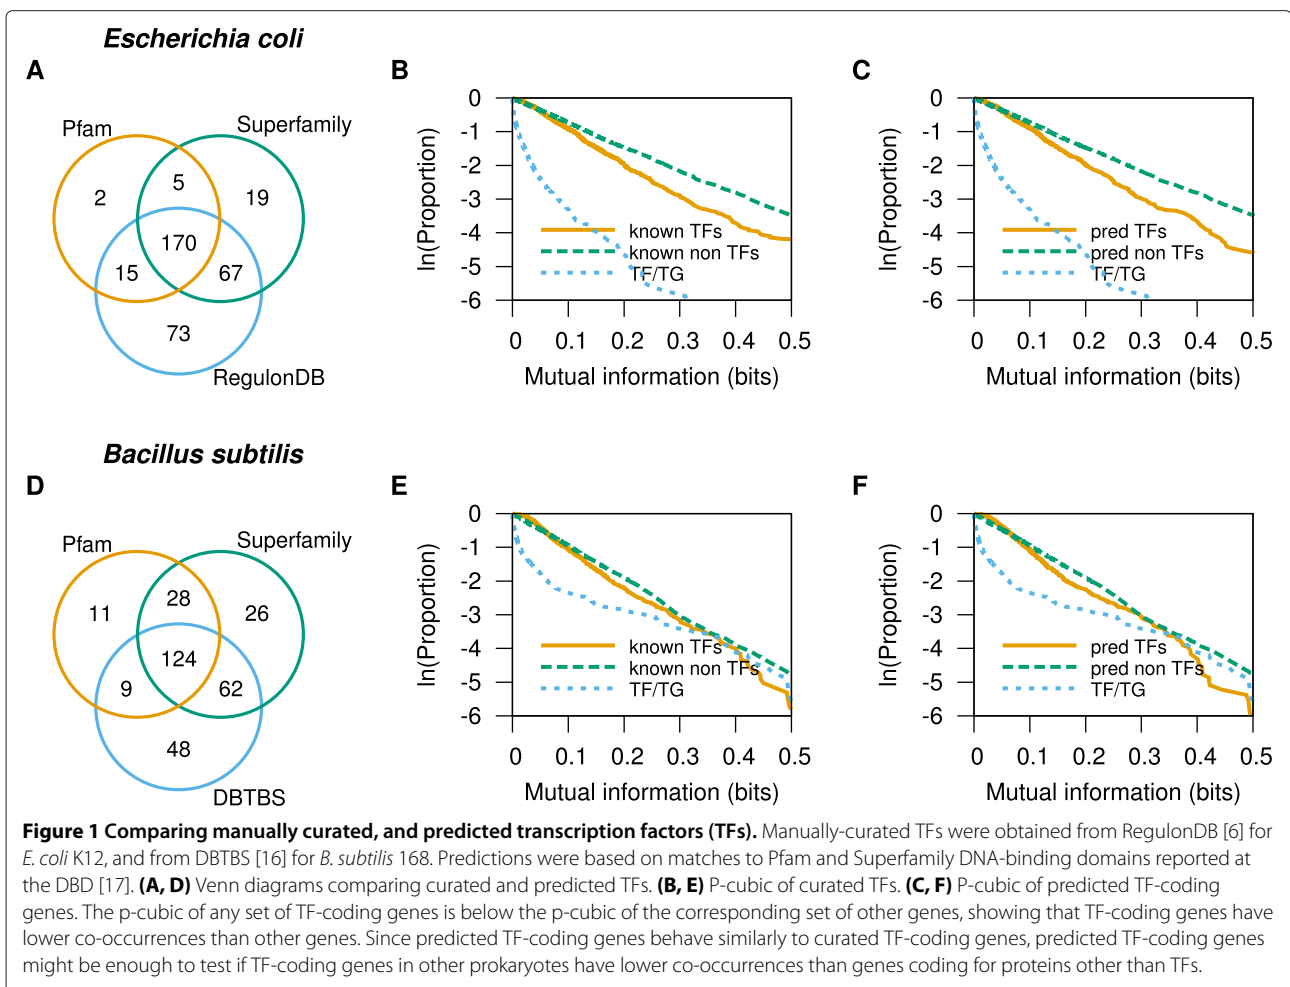 Escherichia coli
A
Pfam
Superfamily
2
5
19
170
15
67
73
RegulonDB
B
0
-1
-2
-3
-4
-5
-6
ln(Proportion)
known TFs
known non TFs
TF/TG
0 0.1 0.2 0.3 0.4 0.5
Mutual information (bits)
C
0
-1
-2
-3
-4
-5
-6
ln(Proportion)
pred TFs
pred non TFs
TF/TG
0 0.1 0.2 0.3 0.4 0.5
Mutual information (bits)
Bacillus subtilis
D
Pfam
Superfamily
11
28
26
124
9
62
48
DBTBS
E
0
-1
-2
-3
-4
-5
-6
ln(Proportion)
known TFs
known non TFs
TF/TG
0 0.1 0.2 0.3 0.4 0.5
Mutual information (bits)
F
0
-1
-2
-3
-4
-5
-6
ln(Proportion)
pred TFs
pred non TFs
TF/TG
0 0.1 0.2 0.3 0.4 0.5
Mutual information (bits)
Figure 1 Comparing manually curated, and predicted transcription factors (TFs). Manually-curated TFs were obtained from RegulonDB [6] for
E. coli K12, and from DBTBS [16] for B. subtilis 168. Predictions were based on matches to Pfam and Superfamily DNA-binding domains reported at
the DBD [17]. (A, D) Venn diagrams comparing curated and predicted TFs. (B, E) P-cubic of curated TFs. (C, F) P-cubic of predicted TF-coding
genes. The p-cubic of any set of TF-coding genes is below the p-cubic of the corresponding set of other genes, showing that TF-coding genes have
lower co-occurrences than other genes. Since predicted TF-coding genes behave similarly to curated TF-coding genes, predicted TF-coding genes
might be enough to test if TF-coding genes in other prokaryotes have lower co-occurrences than genes coding for proteins other than TFs.